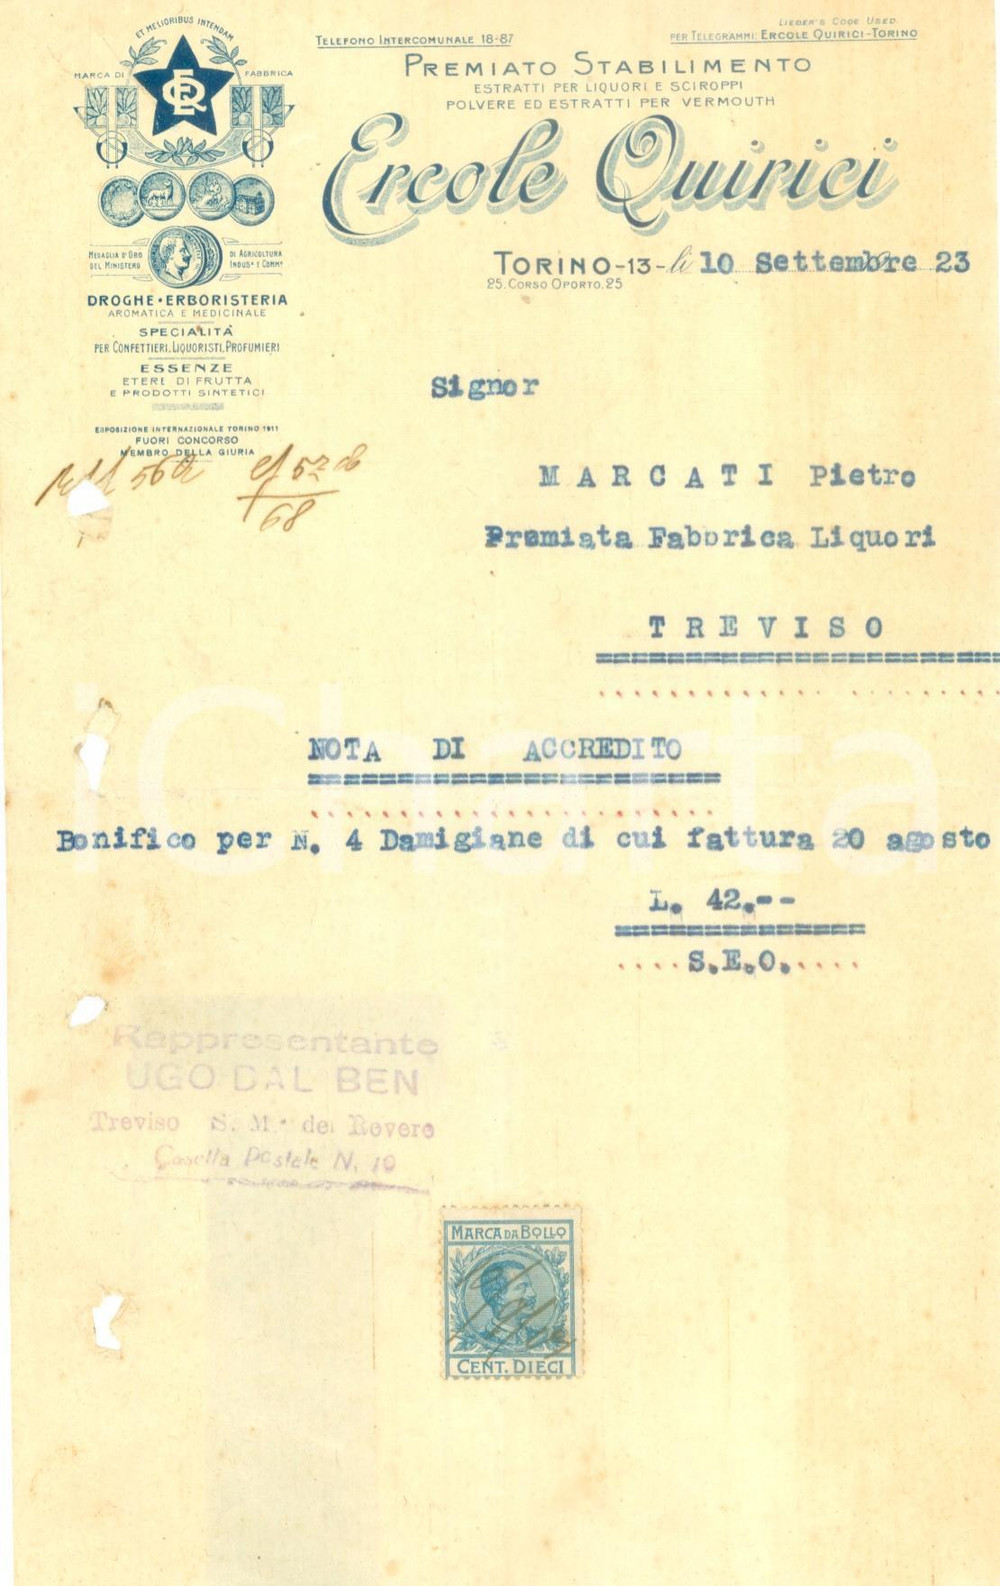 ET MELIORIBUS INTENDAM
MARCA DI FABBRICA
EQ
MEDAGLIA D'ORO DEL MINISTERO
DI AGRICOLTURA INDUSª E COMMº
DROGHE • ERBORISTERIA
AROMATICA E MEDICINALE
SPECIALITÀ
PER CONFETTIERI, LIQUORISTI, PROFUMIERI
ESSENZE
ETERI DI FRUTTA
E PRODOTTI SINTETICI
ESPOSIZIONE INTERNAZIONALE TORINO 1911
FUORI CONCORSO
MEMBRO DELLA GIURIA
TELEFONO INTERCOMUNALE 18-87
LIEBER'S CODE USED
PER TELEGRAMMI: ERCOLE QUIRICI-TORINO
PREMIATO STABILIMENTO
ESTRATTI PER LIQUORI E SCIROPPI
POLVERE ED ESTRATTI PER VERMOUTH
Ercole Quirici
TORINO-13-li 10 Settembre 23
25, CORSO OPORTO, 25
Signor
68
MARCATI Pietro
Premiata Fabbrica Liquori
TREVISO
NOTA DI ACCREDITO
Bonifico per N. 4 Damigiane di cui fattura 20 agosto
L. 42.--
....S.E.O.....
iCharta
Rappresentante
UGO DAL BEN
Treviso S. M.ª del Rovere
Casella Postale N. 10
MARCA DA BOLLO
CENT. DIECI